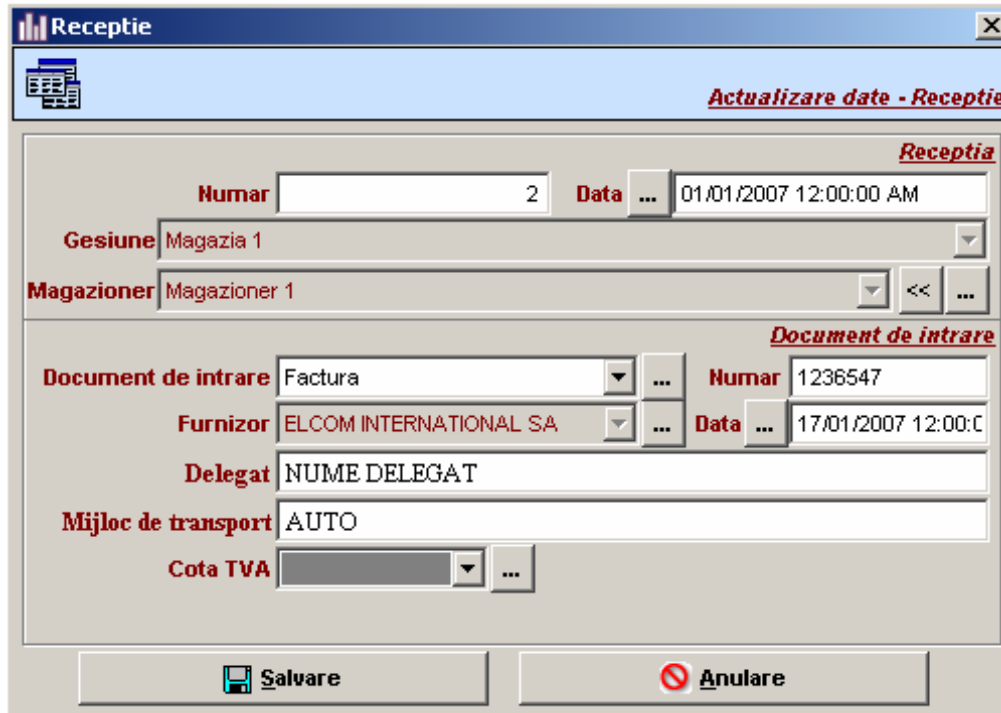 Receptie
Actualizare date - Receptie
Receptia
Numar 2 Data ... 01/01/2007 12:00:00 AM
Gesiune Magazia 1
Magazioner Magazioner 1 << ...
Document de intrare
Document de intrare Factura ... Numar 1236547
Furnizor ELCOM INTERNATIONAL SA ... Data ... 17/01/2007 12:00:0
Delegat NUME DELEGAT
Mijloc de transport AUTO
Cota TVA ...
Salvare Anulare